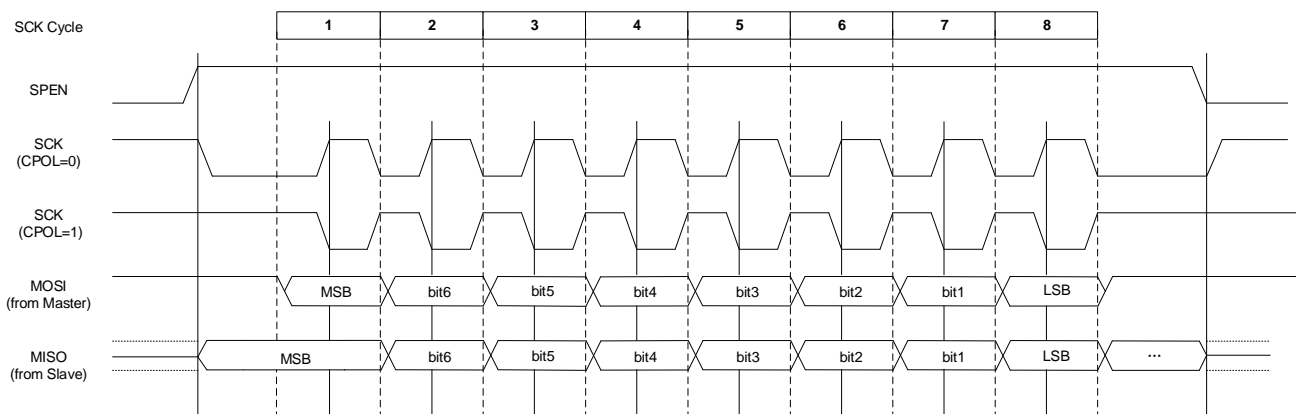 SCK Cycle 1 2 3 4 5 6 7 8
SPEN
SCK
(CPOL=0)
SCK
(CPOL=1)
MOSI
(from Master)
MSB bit6 bit5 bit4 bit3 bit2 bit1 LSB
MISO
(from Slave)
MSB bit6 bit5 bit4 bit3 bit2 bit1 LSB ...